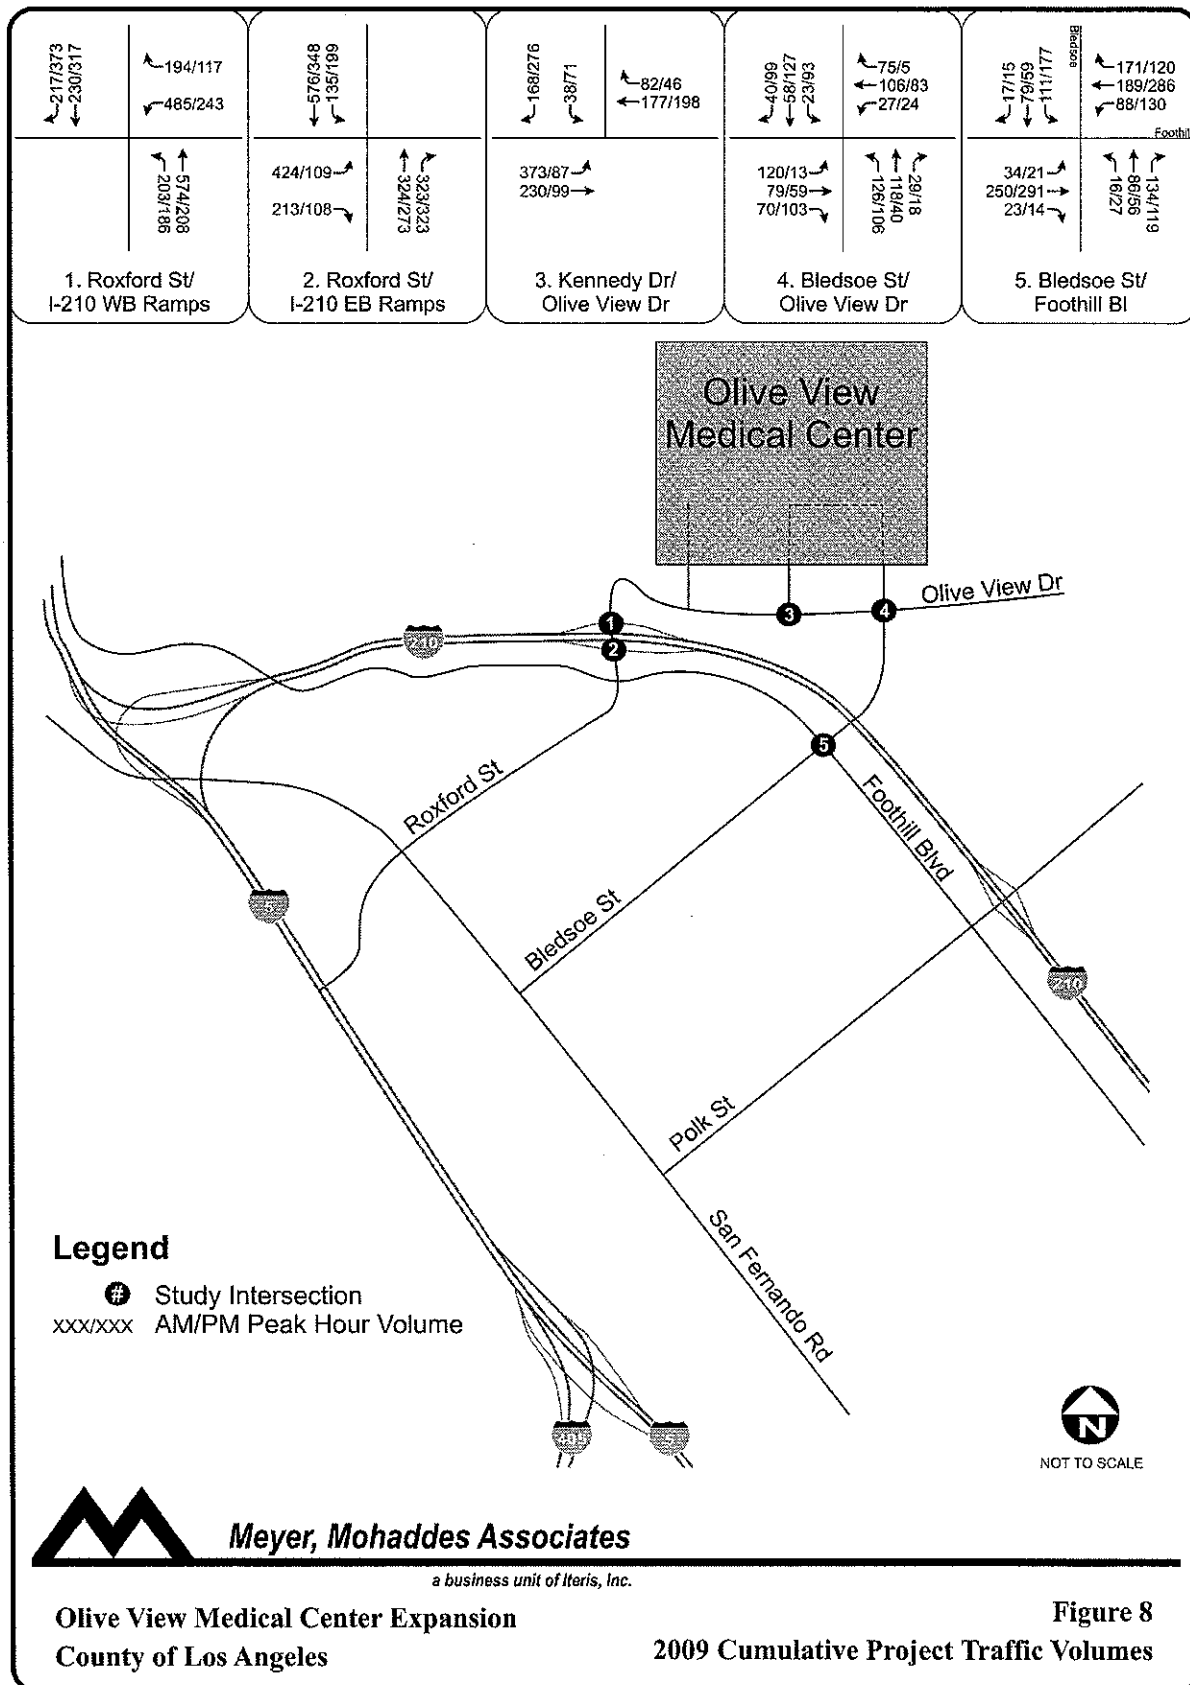 217/373
230/317
194/117
485/243
203/186
574/208
1. Roxford St/
I-210 WB Ramps
576/348
135/199
424/109
213/108
324/273
323/323
2. Roxford St/
I-210 EB Ramps
168/276
38/71
82/46
177/198
373/87
230/99
3. Kennedy Dr/
Olive View Dr
40/99
58/127
23/93
75/5
106/83
27/24
120/13
79/59
70/103
126/106
118/40
29/18
4. Bledsoe St/
Olive View Dr
17/15
79/59
111/177
Bledsoe
171/120
189/286
88/130
Foothil
34/21
250/291
23/14
16/27
86/56
134/119
5. Bledsoe St/
Foothill Bl
Olive View
Medical Center
Olive View Dr
3
4
1
2
210
5
Roxford St
Foothill Blvd
5
Bledsoe St
210
Polk St
San Fernando Rd
Legend
# Study Intersection
xxx/xxx AM/PM Peak Hour Volume
405
5
N
NOT TO SCALE
Meyer, Mohaddes Associates
a business unit of Iteris, Inc.
Olive View Medical Center Expansion
County of Los Angeles
Figure 8
2009 Cumulative Project Traffic Volumes